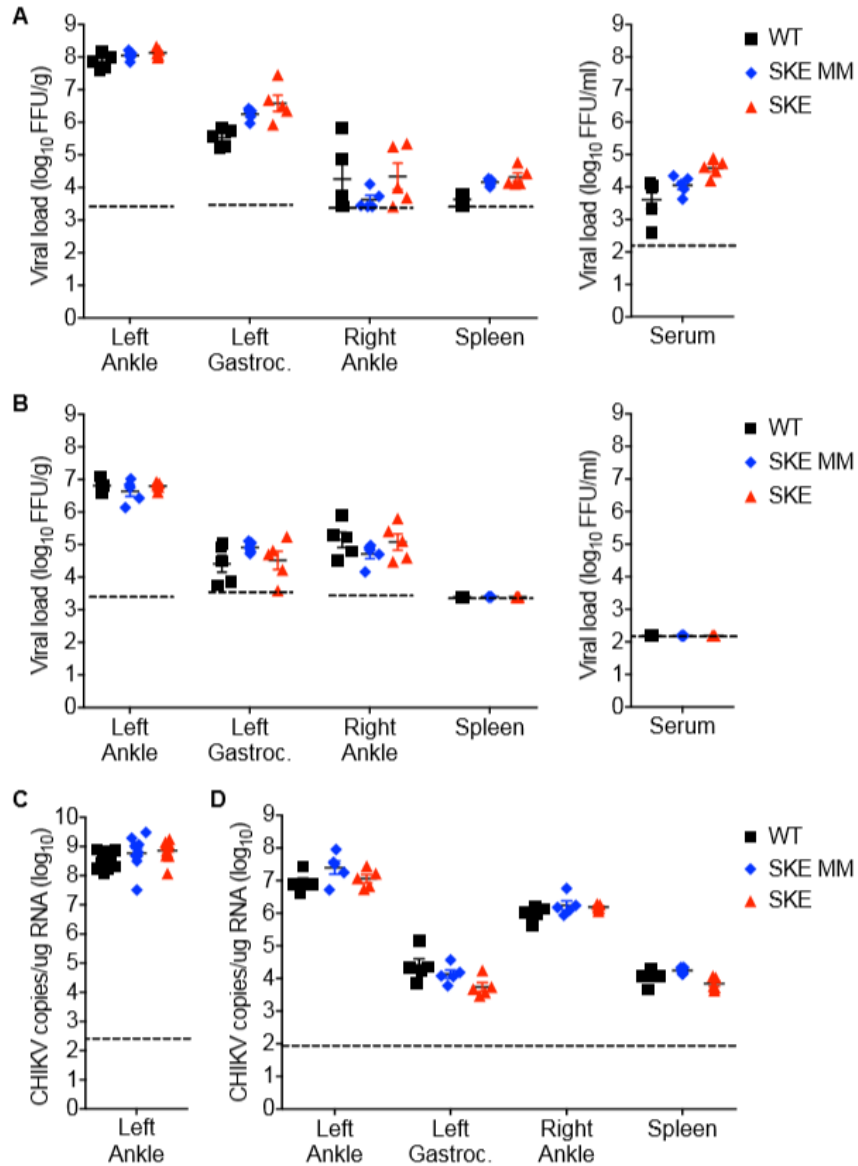 A
Viral load (log10 FFU/g)
9
8
7
6
5
4
3
2
1
0
Left
Ankle
Left
Gastroc.
Right
Ankle
Spleen
Viral load (log10 FFU/ml)
9
8
7
6
5
4
3
2
1
0
Serum
WT
SKE MM
SKE
B
Viral load (log10 FFU/g)
9
8
7
6
5
4
3
2
1
0
Left
Ankle
Left
Gastroc.
Right
Ankle
Spleen
Viral load (log10 FFU/ml)
9
8
7
6
5
4
3
2
1
0
Serum
WT
SKE MM
SKE
C
CHIKV copies/ug RNA (log10)
10
9
8
7
6
5
4
3
2
1
0
Left
Ankle
D
CHIKV copies/ug RNA (log10)
9
8
7
6
5
4
3
2
1
0
Left
Ankle
Left
Gastroc.
Right
Ankle
Spleen
WT
SKE MM
SKE